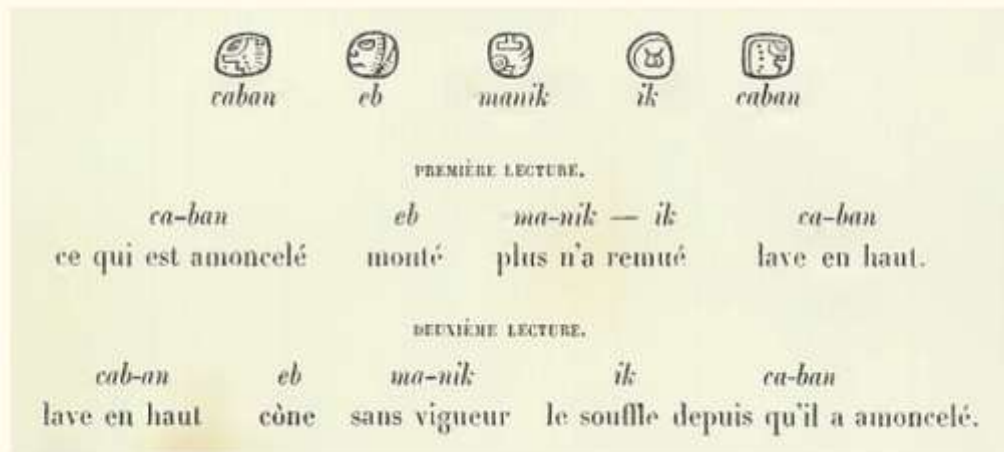 caban eb manik ik caban
PREMIÈRE LECTURE.
ca-ban eb ma-nik — ik ca-ban
ce qui est amoncelé monté plus n'a remué lave en haut.
DEUXIÈME LECTURE.
cab-an eb ma-nik ik ca-ban
lave en haut cône sans vigueur le souffle depuis qu'il a amoncelé.